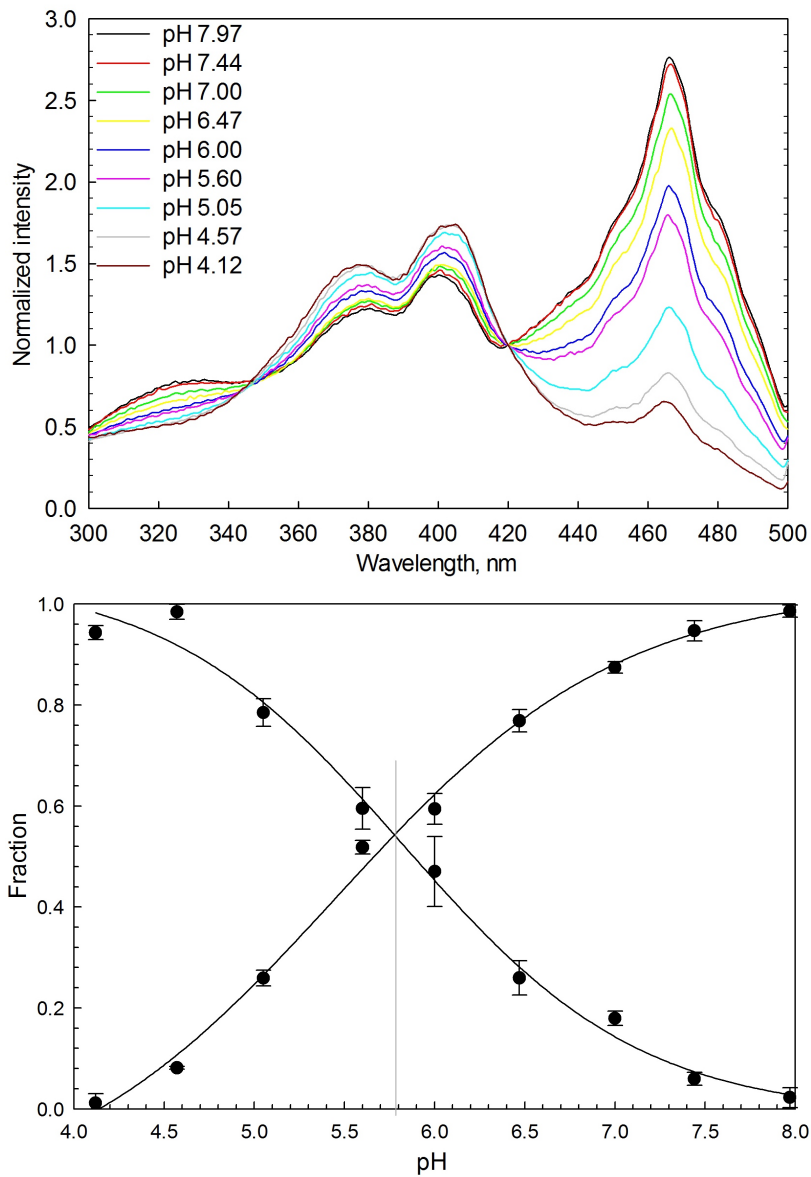 3.0
2.5
2.0
1.5
1.0
0.5
0.0
Normalized intensity
pH 7.97
pH 7.44
pH 7.00
pH 6.47
pH 6.00
pH 5.60
pH 5.05
pH 4.57
pH 4.12
300 320 340 360 380 400 420 440 460 480 500
Wavelength, nm
1.0
0.8
0.6
0.4
0.2
0.0
Fraction
4.0 4.5 5.0 5.5 6.0 6.5 7.0 7.5 8.0
pH